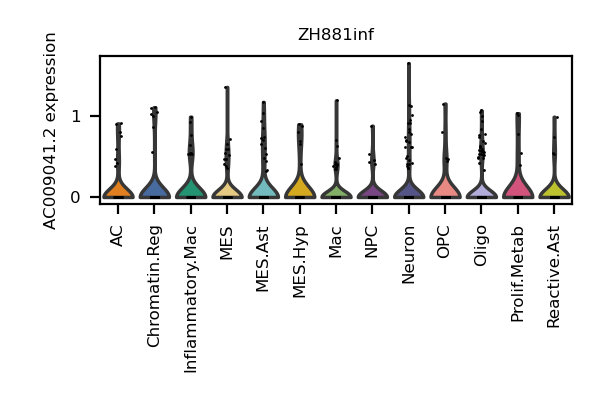 ZH881inf
AC009041.2 expression
1
0
AC
Chromatin.Reg
Inflammatory.Mac
MES
MES.Ast
MES.Hyp
Mac
NPC
Neuron
OPC
Oligo
Prolif.Metab
Reactive.Ast